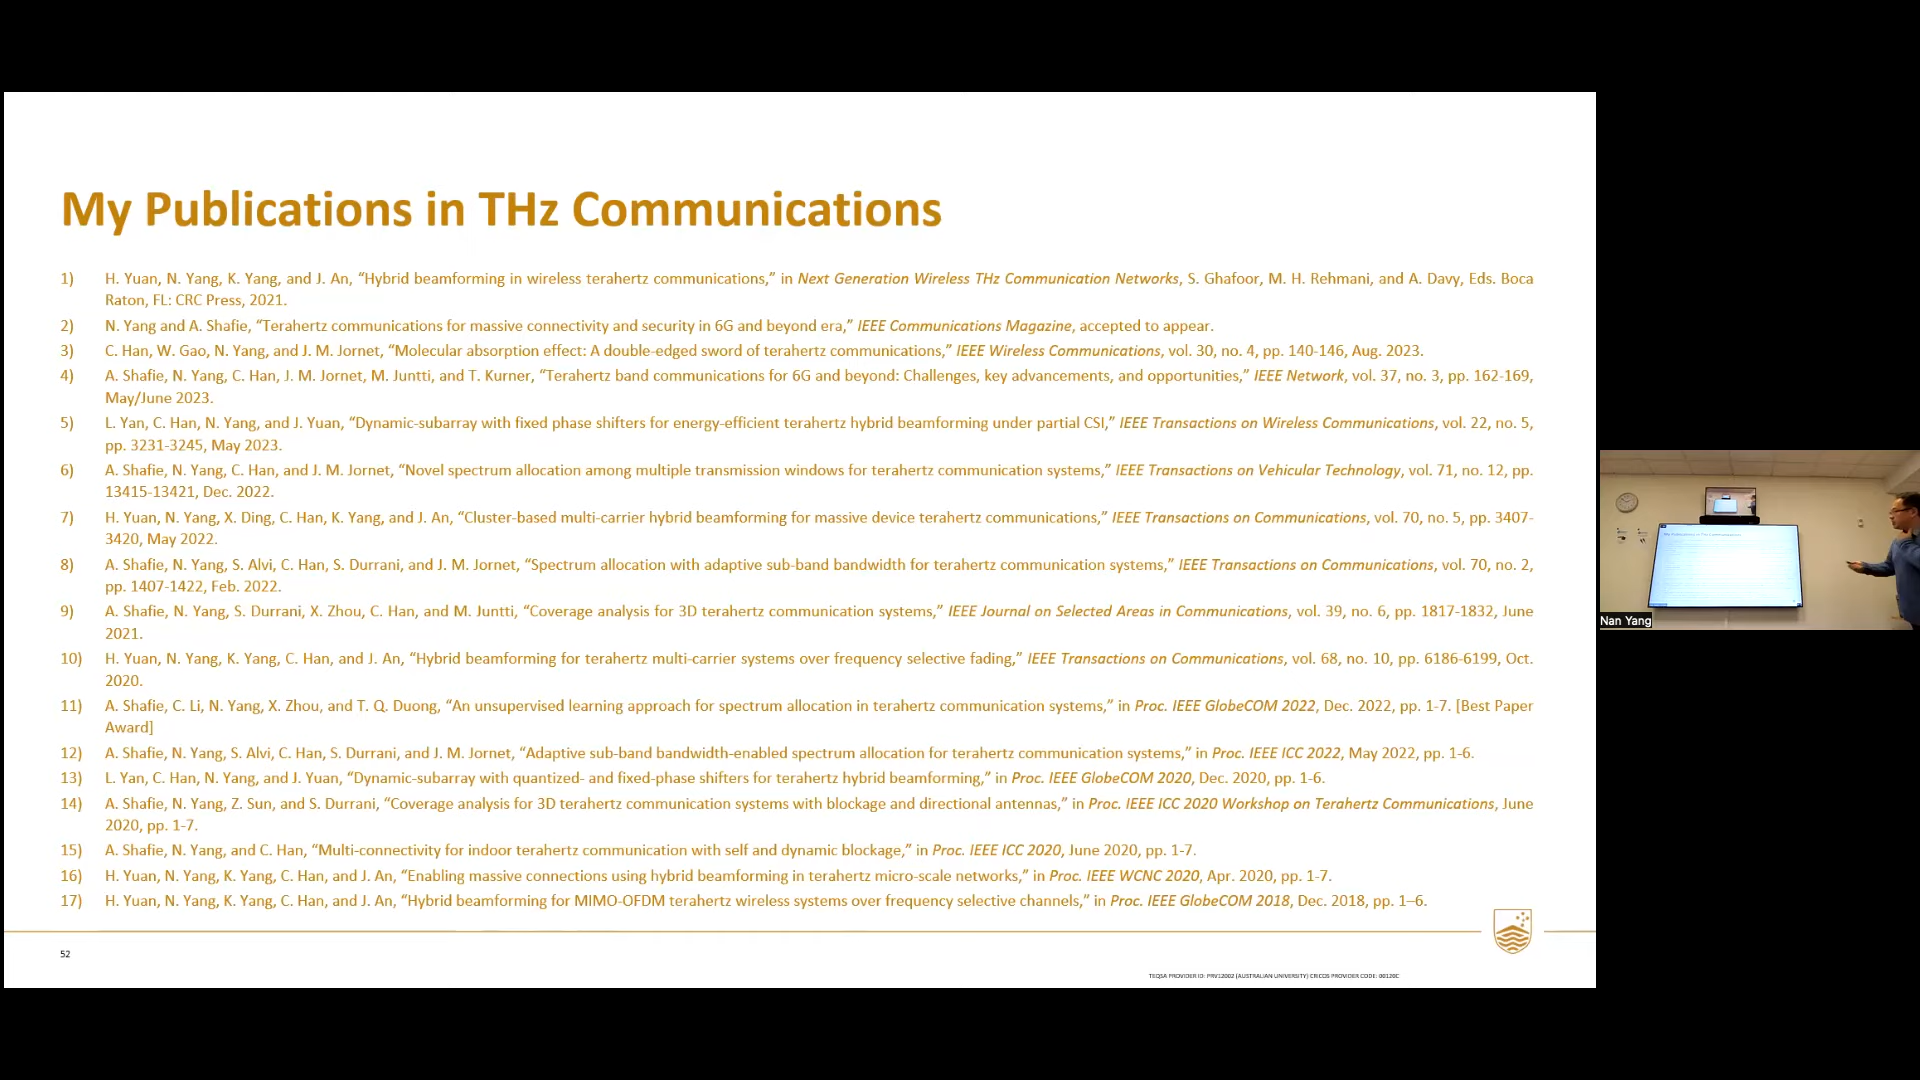 My Publications in THz Communications
1) H. Yuan, N. Yang, K. Yang, and J. An, “Hybrid beamforming in wireless terahertz communications,” in Next Generation Wireless THz Communication Networks, S. Ghafoor, M. H. Rehmani, and A. Davy, Eds. Boca
Raton, FL: CRC Press, 2021.
2) N. Yang and A. Shafie, “Terahertz communications for massive connectivity and security in 6G and beyond era,” IEEE Communications Magazine, accepted to appear.
3) C. Han, W. Gao, N. Yang, and J. M. Jornet, “Molecular absorption effect: A double-edged sword of terahertz communications,” IEEE Wireless Communications, vol. 30, no. 4, pp. 140-146, Aug. 2023.
4) A. Shafie, N. Yang, C. Han, J. M. Jornet, M. Juntti, and T. Kurner, “Terahertz band communications for 6G and beyond: Challenges, key advancements, and opportunities,” IEEE Network, vol. 37, no. 3, pp. 162-169,
May/June 2023.
5) L. Yan, C. Han, N. Yang, and J. Yuan, “Dynamic-subarray with fixed phase shifters for energy-efficient terahertz hybrid beamforming under partial CSI,” IEEE Transactions on Wireless Communications, vol. 22, no. 5,
pp. 3231-3245, May 2023.
6) A. Shafie, N. Yang, C. Han, and J. M. Jornet, “Novel spectrum allocation among multiple transmission windows for terahertz communication systems,” IEEE Transactions on Vehicular Technology, vol. 71, no. 12, pp.
13415-13421, Dec. 2022.
7) H. Yuan, N. Yang, X. Ding, C. Han, K. Yang, and J. An, “Cluster-based multi-carrier hybrid beamforming for massive device terahertz communications,” IEEE Transactions on Communications, vol. 70, no. 5, pp. 3407-
3420, May 2022.
8) A. Shafie, N. Yang, S. Alvi, C. Han, S. Durrani, and J. M. Jornet, “Spectrum allocation with adaptive sub-band bandwidth for terahertz communication systems,” IEEE Transactions on Communications, vol. 70, no. 2,
pp. 1407-1422, Feb. 2022.
9) A. Shafie, N. Yang, S. Durrani, X. Zhou, C. Han, and M. Juntti, “Coverage analysis for 3D terahertz communication systems,” IEEE Journal on Selected Areas in Communications, vol. 39, no. 6, pp. 1817-1832, June
2021.
10) H. Yuan, N. Yang, K. Yang, C. Han, and J. An, “Hybrid beamforming for terahertz multi-carrier systems over frequency selective fading,” IEEE Transactions on Communications, vol. 68, no. 10, pp. 6186-6199, Oct.
2020.
11) A. Shafie, C. Li, N. Yang, X. Zhou, and T. Q. Duong, “An unsupervised learning approach for spectrum allocation in terahertz communication systems,” in Proc. IEEE GlobeCOM 2022, Dec. 2022, pp. 1-7. [Best Paper
Award]
12) A. Shafie, N. Yang, S. Alvi, C. Han, S. Durrani, and J. M. Jornet, “Adaptive sub-band bandwidth-enabled spectrum allocation for terahertz communication systems,” in Proc. IEEE ICC 2022, May 2022, pp. 1-6.
13) L. Yan, C. Han, N. Yang, and J. Yuan, “Dynamic-subarray with quantized- and fixed-phase shifters for terahertz hybrid beamforming,” in Proc. IEEE GlobeCOM 2020, Dec. 2020, pp. 1-6.
14) A. Shafie, N. Yang, Z. Sun, and S. Durrani, “Coverage analysis for 3D terahertz communication systems with blockage and directional antennas,” in Proc. IEEE ICC 2020 Workshop on Terahertz Communications, June
2020, pp. 1-7.
15) A. Shafie, N. Yang, and C. Han, “Multi-connectivity for indoor terahertz communication with self and dynamic blockage,” in Proc. IEEE ICC 2020, June 2020, pp. 1-7.
16) H. Yuan, N. Yang, K. Yang, C. Han, and J. An, “Enabling massive connections using hybrid beamforming in terahertz micro-scale networks,” in Proc. IEEE WCNC 2020, Apr. 2020, pp. 1-7.
17) H. Yuan, N. Yang, K. Yang, C. Han, and J. An, “Hybrid beamforming for MIMO-OFDM terahertz wireless systems over frequency selective channels,” in Proc. IEEE GlobeCOM 2018, Dec. 2018, pp. 1–6.
52
TEQSA PROVIDER ID: PRV12002 (AUSTRALIAN UNIVERSITY) CRICOS PROVIDER CODE: 00120C
Nan Yang